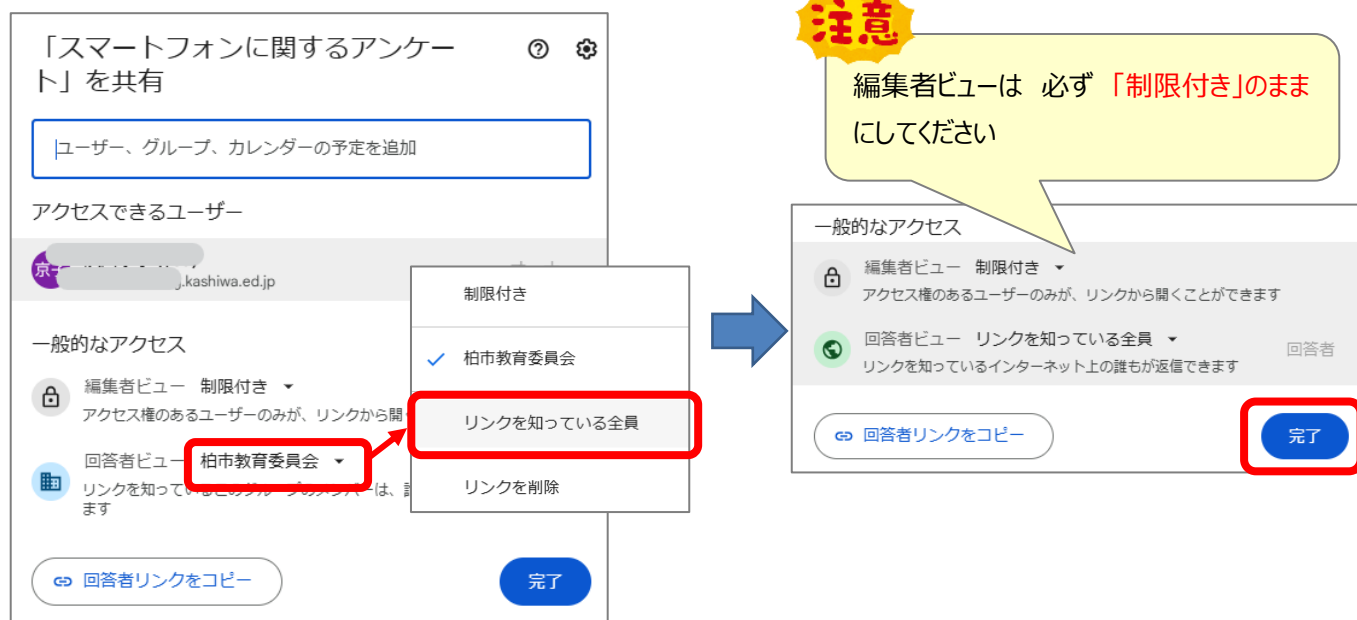 「スマートフォンに関するアンケー
ト」を共有
ユーザー、グループ、カレンダーの予定を追加
アクセスできるユーザー
.kashiwa.ed.jp
一般的なアクセス
編集者ビュー 制限付き
アクセス権のあるユーザーのみが、リンクから開
回答者ビュー 柏市教育委員会
リンクを知っているこのグループのメンバーは、
ます
回答者リンクをコピー
完了
制限付き
柏市教育委員会
リンクを知っている全員
リンクを削除
注意
編集者ビューは 必ず 「制限付き」のまま
にしてください
一般的なアクセス
編集者ビュー 制限付き
アクセス権のあるユーザーのみが、リンクから開くことができます
回答者ビュー リンクを知っている全員
回答者
リンクを知っているインターネット上の誰もが返信できます
回答者リンクをコピー
完了